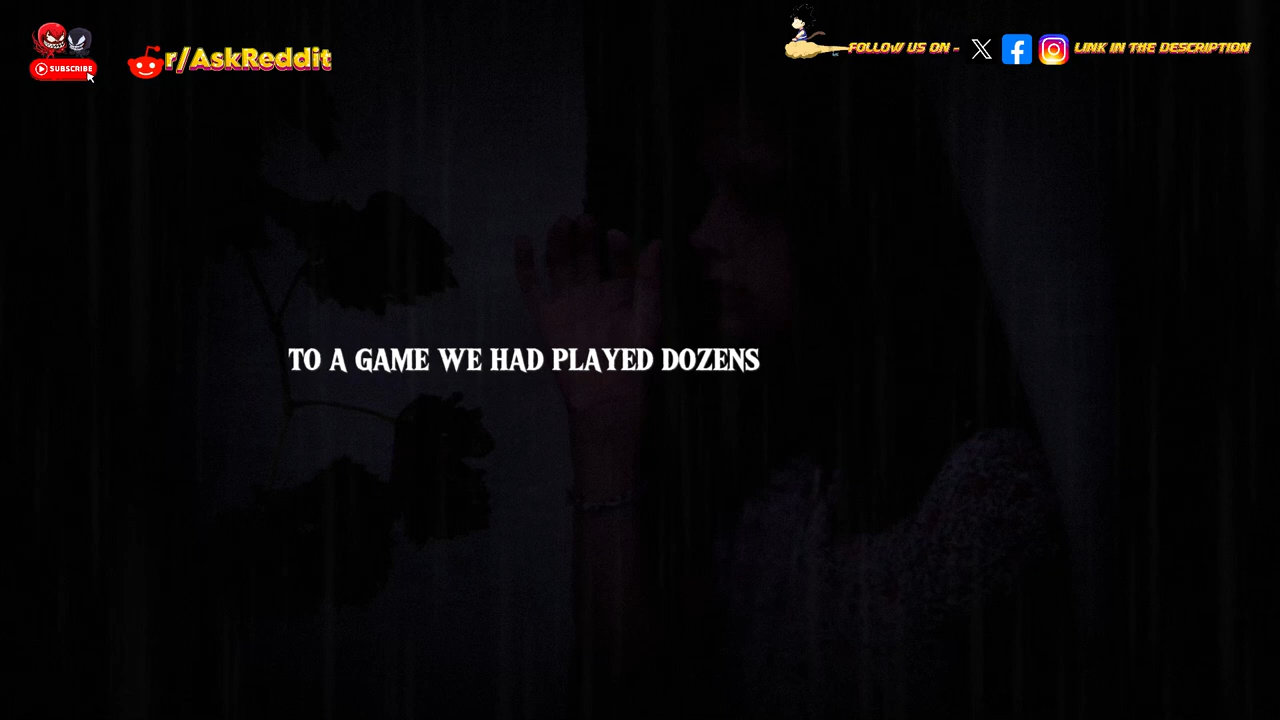 SUBSCRIBE
r/AskReddit
FOLLOW US ON -
LINK IN THE DESCRIPTION
TO A GAME WE HAD PLAYED DOZENS